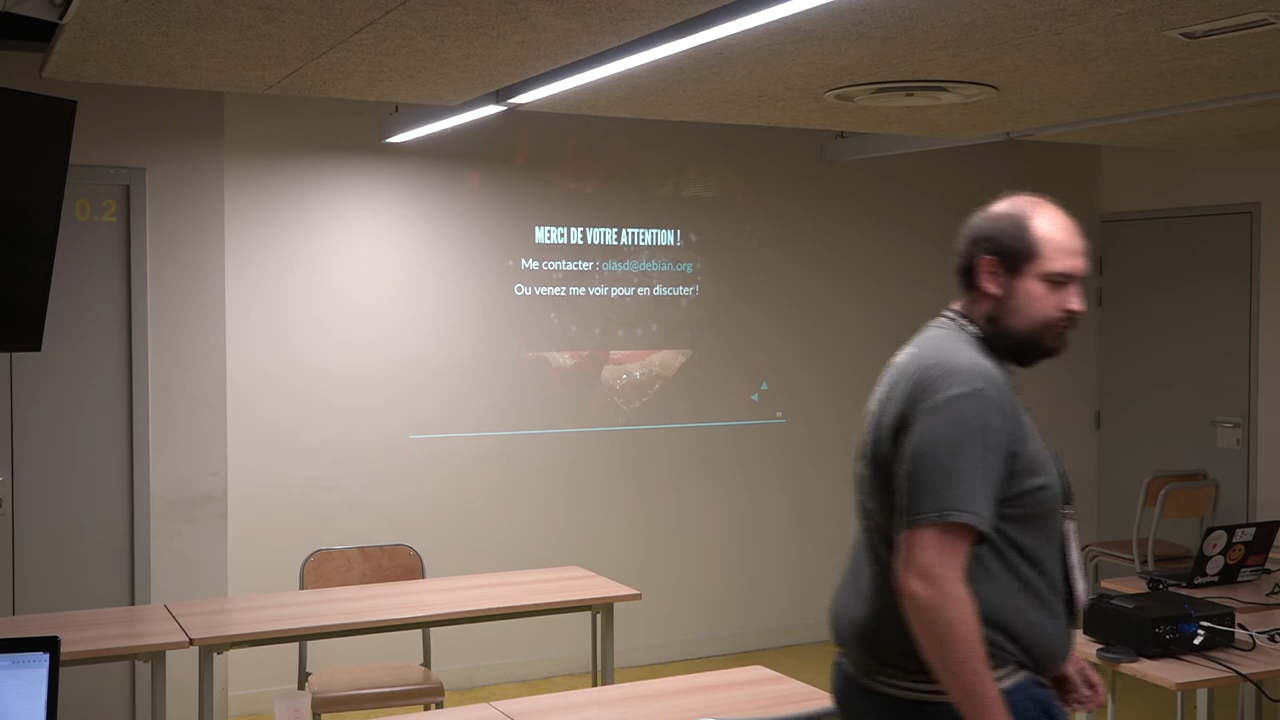 0.2
MERCI DE VOTRE ATTENTION !
Me contacter : olasd@debian.org
Ou venez me voir pour en discuter !